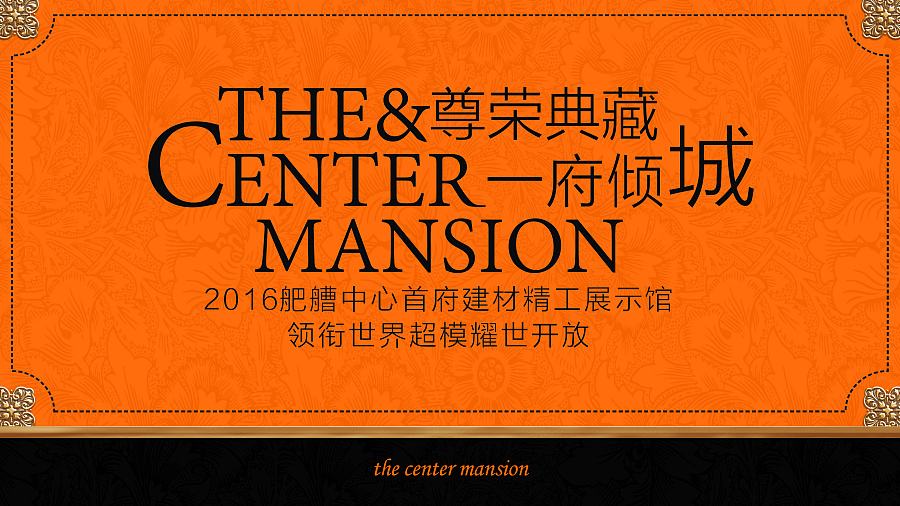 THE&尊荣典藏
CENTER一府倾城
MANSION
2016舥艚中心首府建材精工展示馆
领衔世界超模耀世开放
the center mansion